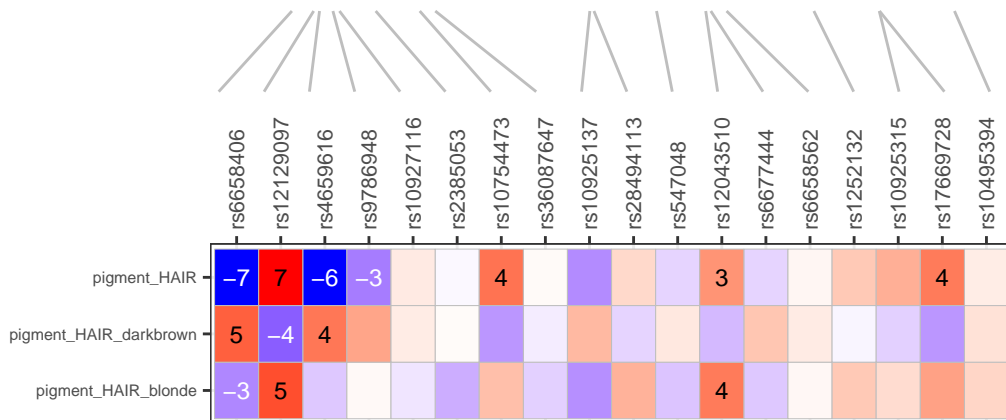 rs6658406 rs12129097 rs4659616 rs9786948 rs10927116 rs2385053 rs10754473 rs36087647 rs10925137 rs28494113 rs547048 rs12043510 rs6677444 rs6658562 rs1252132 rs10925315 rs17669728 rs10495394
pigment_HAIR −7 7 −6 −3 4 3 4
pigment_HAIR_darkbrown 5 −4 4
pigment_HAIR_blonde −3 5 4